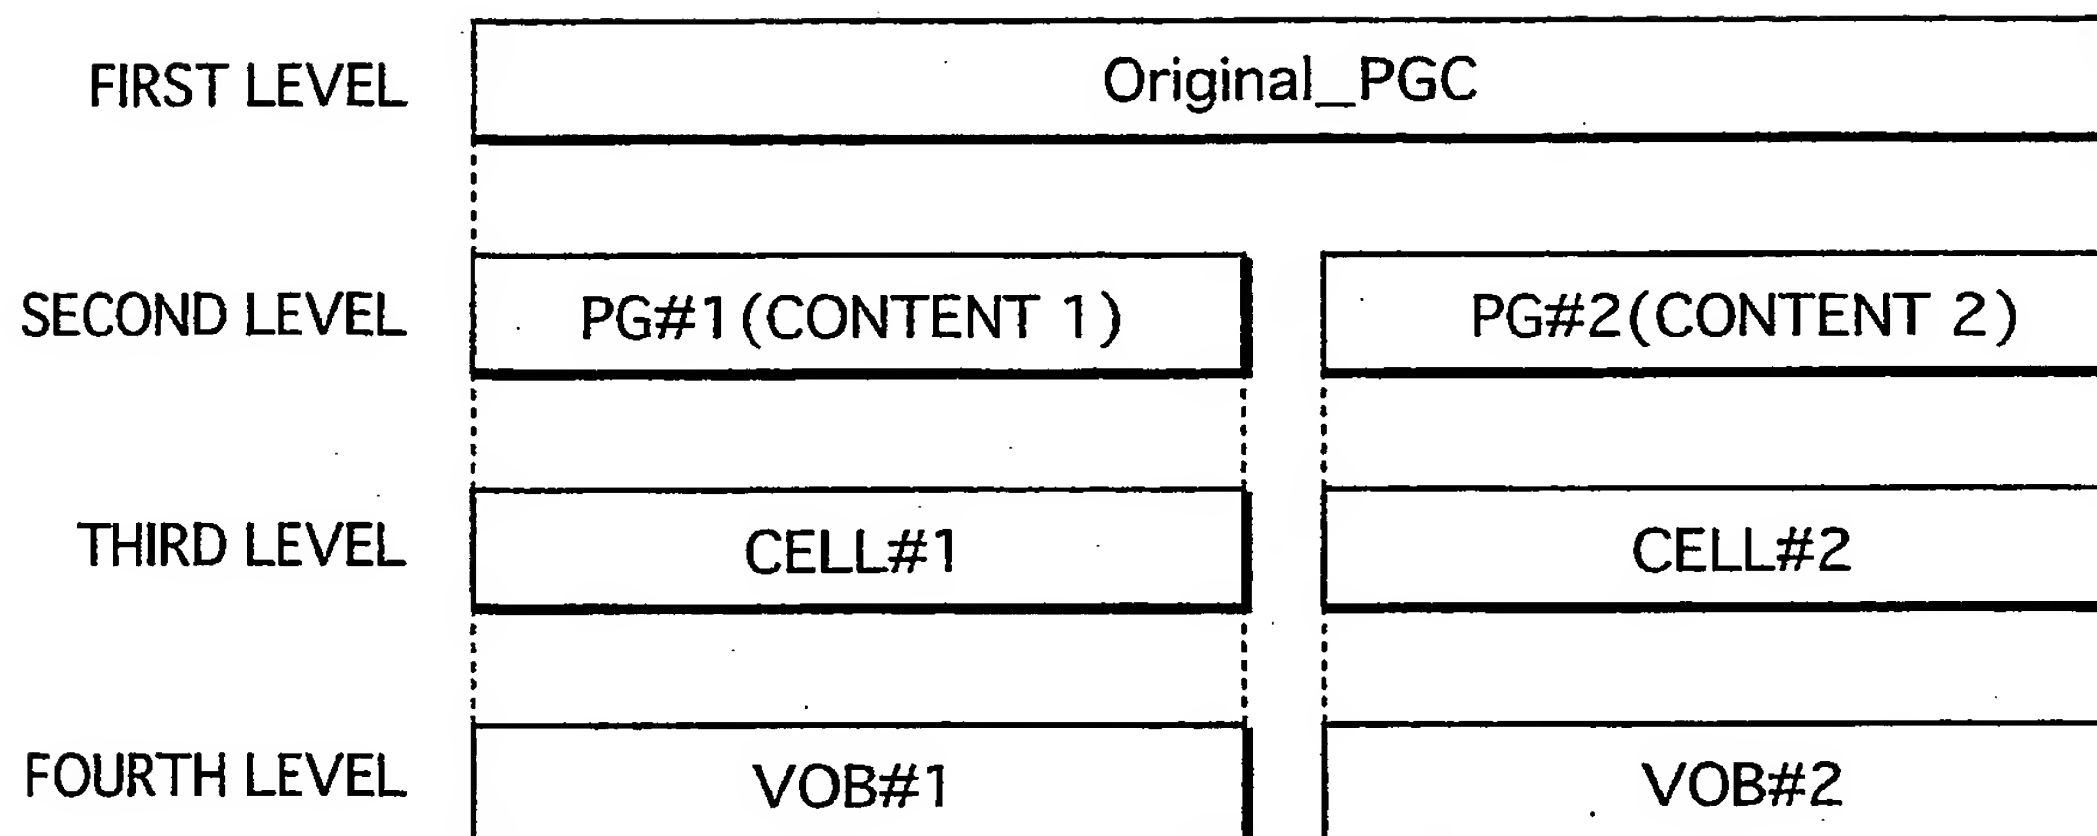 FIRST LEVEL Original_PGC
SECOND LEVEL PG#1(CONTENT 1) PG#2(CONTENT 2)
THIRD LEVEL CELL#1 CELL#2
FOURTH LEVEL VOB#1 VOB#2